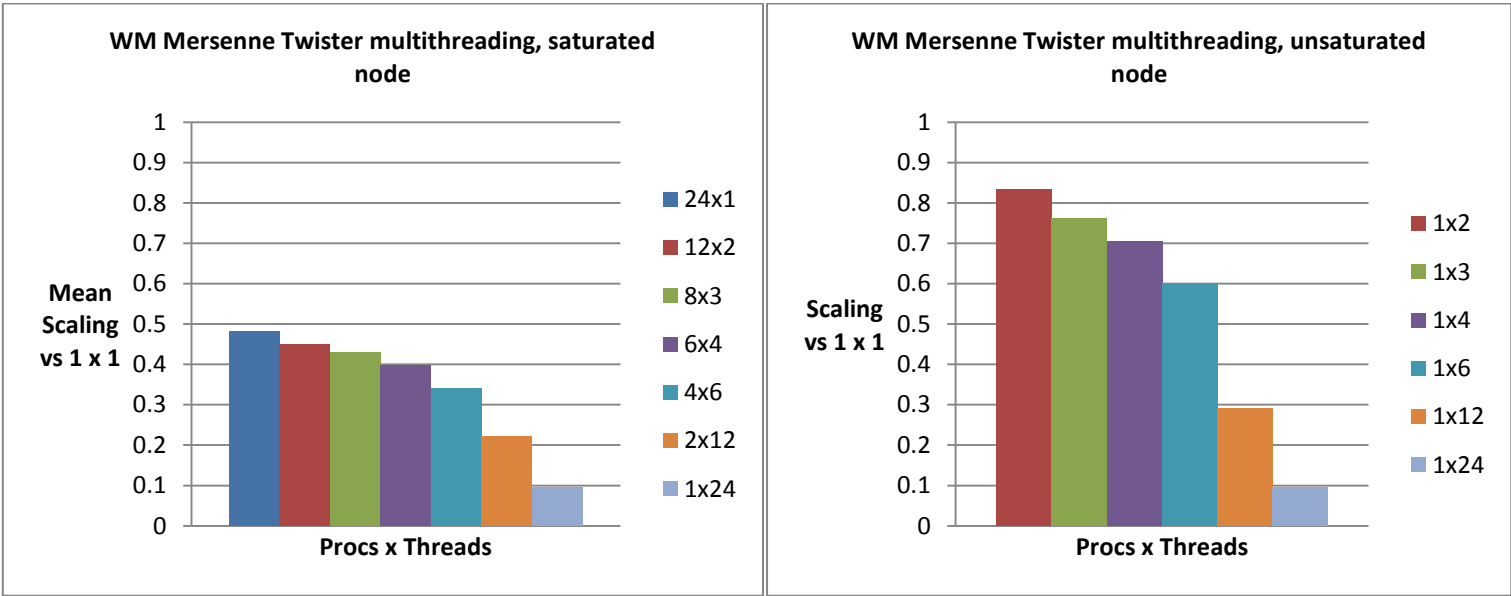 WM Mersenne Twister multithreading, saturated
node
1
0.9
0.8
0.7
0.6
0.5
0.4
0.3
0.2
0.1
0
Mean
Scaling
vs 1 x 1
Procs x Threads
24x1
12x2
8x3
6x4
4x6
2x12
1x24
WM Mersenne Twister multithreading, unsaturated
node
1
0.9
0.8
0.7
0.6
0.5
0.4
0.3
0.2
0.1
0
Scaling
vs 1 x 1
Procs x Threads
1x2
1x3
1x4
1x6
1x12
1x24